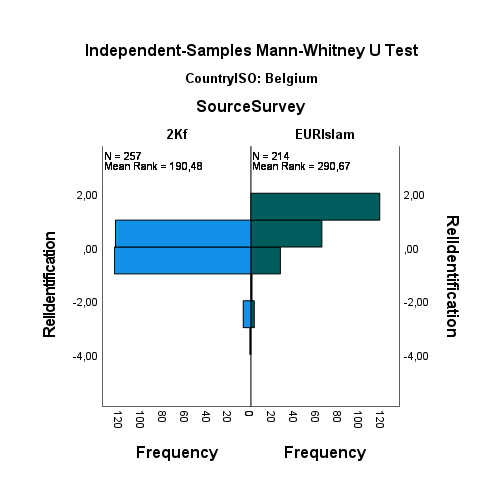 Independent-Samples Mann-Whitney U Test
CountryISO: Belgium
SourceSurvey
2Kf EURIslam
N = 257 N = 214
Mean Rank = 190,48 Mean Rank = 290,67
2,00 2,00
,00 ,00
-2,00 -2,00
-4,00 -4,00
RelIdentification RelIdentification
120 100 80 60 40 20 0 20 40 60 80 100 120
Frequency Frequency